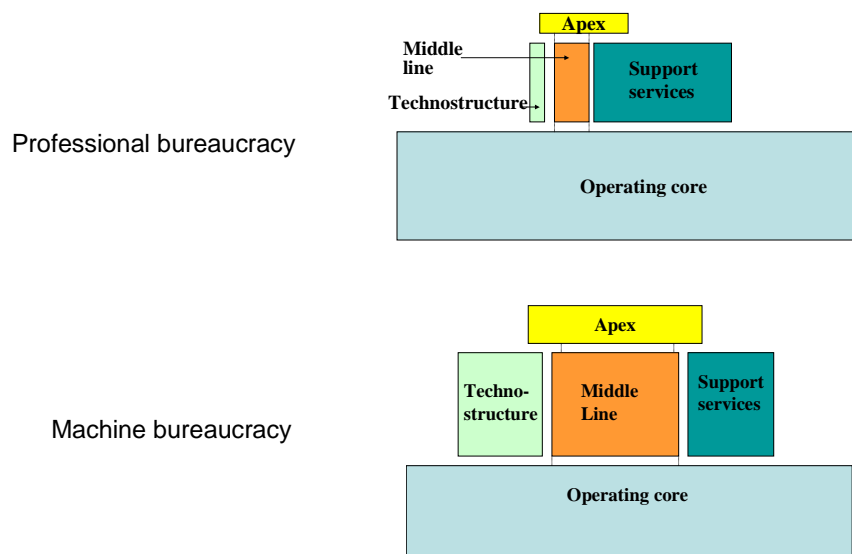 Apex
Middle
line
Support
services
Technostructure
Professional bureaucracy
Operating core
Apex
Techno-
structure
Middle
Line
Support
services
Machine bureaucracy
Operating core